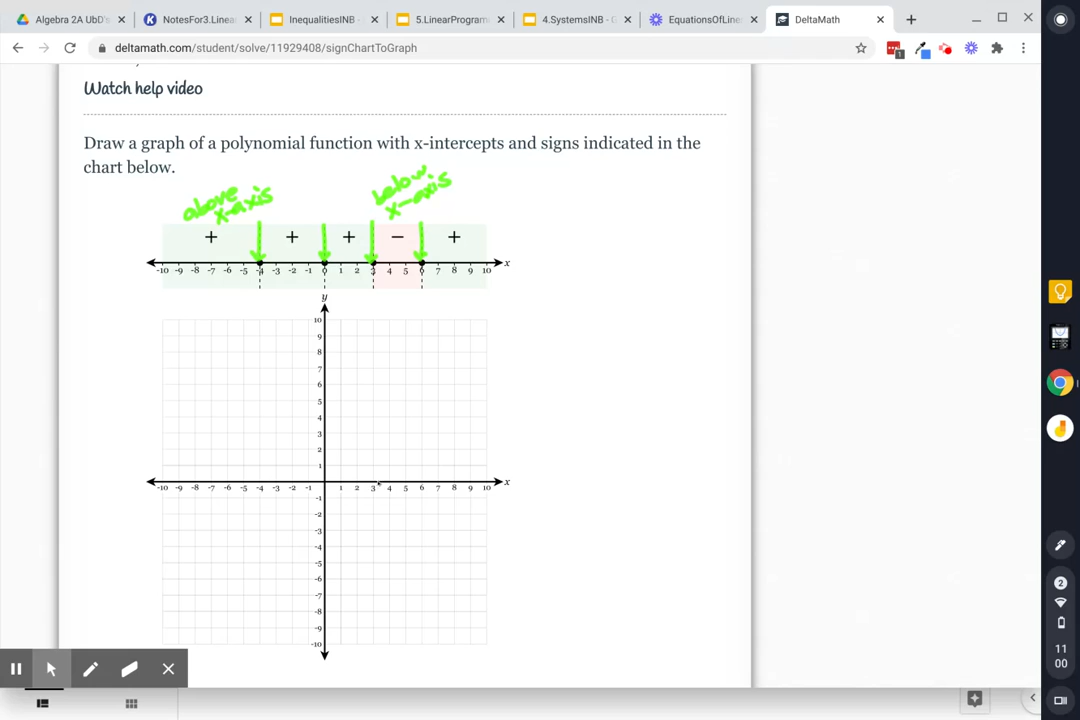 Algebra 2A UbD's
NotesFor3.Linear
InequalitiesINB -
5.LinearProgram
4.SystemsINB - G
EquationsOfLine
DeltaMath
deltamath.com/student/solve/11929408/signChartToGraph
1
Watch help video
Draw a graph of a polynomial function with x-intercepts and signs indicated in the
chart below.
above x-axis
below x-axis
+ + + − +
-10 -9 -8 -7 -6 -5 -4 -3 -2 -1 0 1 2 3 4 5 6 7 8 9 10 x
y
10
9
8
7
6
5
4
3
2
1
-10 -9 -8 -7 -6 -5 -4 -3 -2 -1 1 2 3 4 5 6 7 8 9 10 x
-1
-2
-3
-4
-5
-6
-7
-8
-9
-10
2
11
00